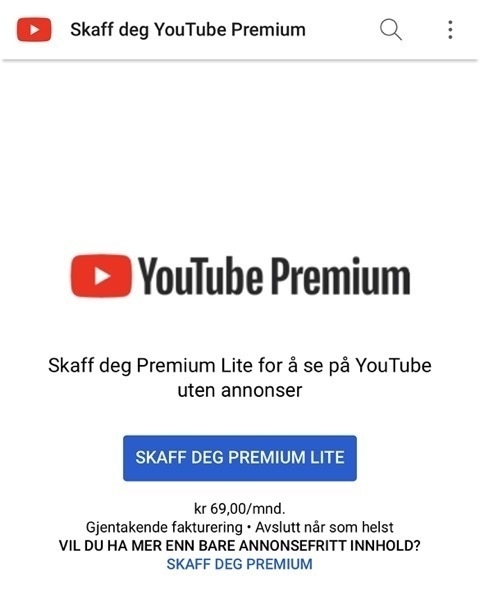 Skaff deg YouTube Premium
YouTube Premium
Skaff deg Premium Lite for å se på YouTube
uten annonser
SKAFF DEG PREMIUM LITE
kr 69,00/mnd.
Gjentakende fakturering • Avslutt når som helst
VIL DU HA MER ENN BARE ANNONSEFRITT INNHOLD?
SKAFF DEG PREMIUM